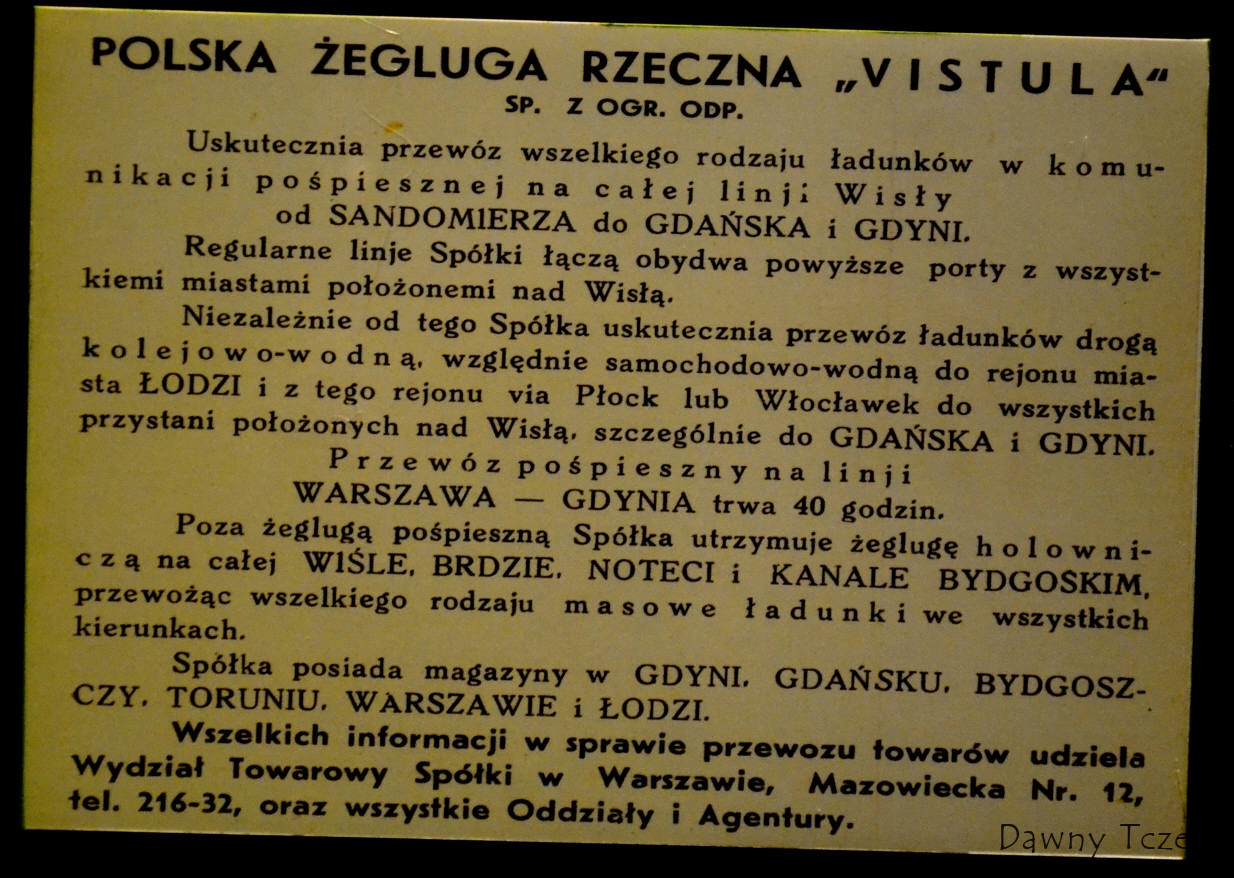 POLSKA ŻEGLUGA RZECZNA „VISTULA"
SP. Z OGR. ODP.
Uskutecznia przewóz wszelkiego rodzaju ładunków w komu-
nikacji pośpiesznej na całej linji Wisły
od SANDOMIERZA do GDAŃSKA i GDYNI.
Regularne linje Spółki łączą obydwa powyższe porty z wszyst-
kiemi miastami położonemi nad Wisłą.
Niezależnie od tego Spółka uskutecznia przewóz ładunków drogą
kolejowo-wodną, względnie samochodowo-wodną do rejonu mia-
sta ŁODZI i z tego rejonu via Płock lub Włocławek do wszystkich
przystani położonych nad Wisłą, szczególnie do GDAŃSKA i GDYNI.
Przewóz pośpieszny na linji
WARSZAWA — GDYNIA trwa 40 godzin.
Poza żeglugą pośpieszną Spółka utrzymuje żeglugę holowni-
czą na całej WIŚLE, BRDZIE, NOTECI i KANALE BYDGOSKIM,
przewożąc wszelkiego rodzaju masowe ładunki we wszystkich
kierunkach.
Spółka posiada magazyny w GDYNI, GDAŃSKU, BYDGOSZ-
CZY, TORUNIU, WARSZAWIE i ŁODZI.
Wszelkich informacji w sprawie przewozu towarów udziela
Wydział Towarowy Spółki w Warszawie, Mazowiecka Nr. 12,
tel. 216-32, oraz wszystkie Oddziały i Agentury.
Dawny Tcze